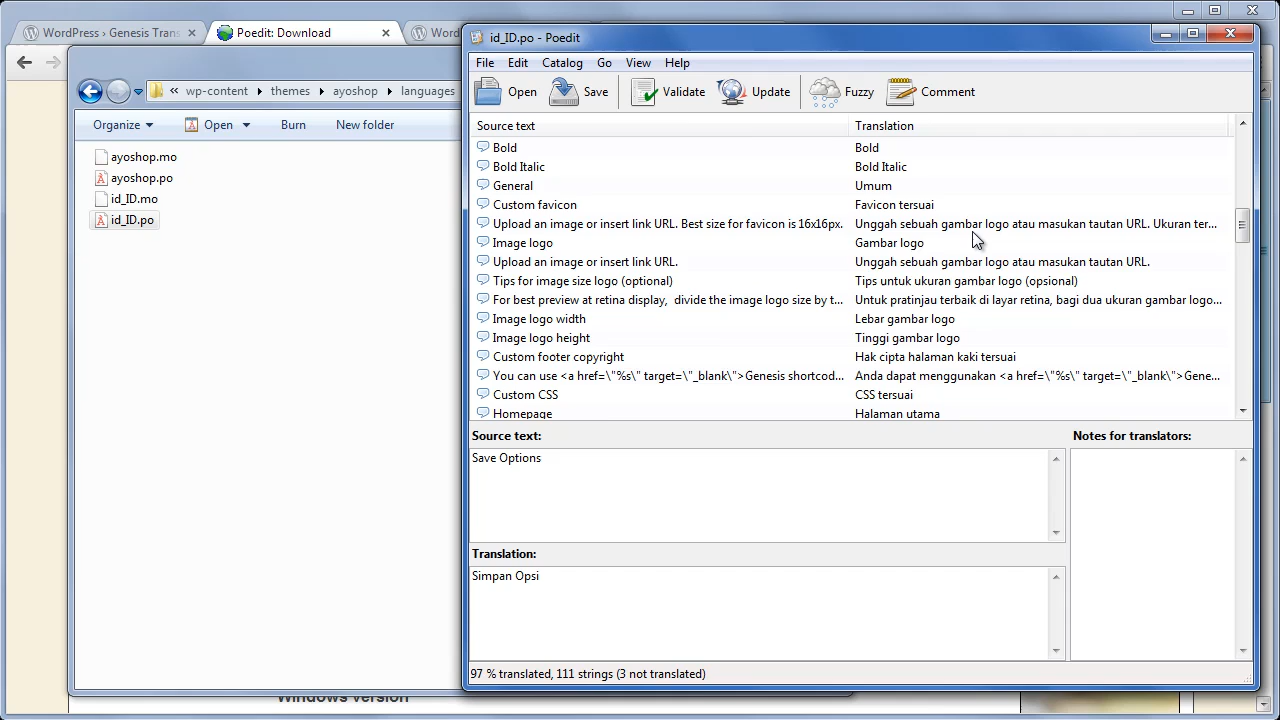 WordPress › Genesis Trans
Poedit: Download
Word
content
themes
ayoshop
languages
Organize
Open
Burn
New folder
ayoshop.mo
ayoshop.po
id_ID.mo
id_ID.po
id_ID.po - Poedit
File Edit Catalog Go View Help
Open Save Validate Update Fuzzy Comment
Source text Translation
Bold Bold
Bold Italic Bold Italic
General Umum
Custom favicon Favicon tersuai
Upload an image or insert link URL. Best size for favicon is 16x16px. Unggah sebuah gambar logo atau masukan tautan URL. Ukuran ter...
Image logo Gambar logo
Upload an image or insert link URL. Unggah sebuah gambar logo atau masukan tautan URL.
Tips for image size logo (optional) Tips untuk ukuran gambar logo (opsional)
For best preview at retina display,  divide the image logo size by t... Untuk pratinjau terbaik di layar retina, bagi dua ukuran gambar logo...
Image logo width Lebar gambar logo
Image logo height Tinggi gambar logo
Custom footer copyright Hak cipta halaman kaki tersuai
You can use <a href=\"%s\" target=\"_blank\">Genesis shortcod... Anda dapat menggunakan <a href=\"%s\" target=\"_blank\">Gene...
Custom CSS CSS tersuai
Homepage Halaman utama
Source text:
Save Options
Notes for translators:
Translation:
Simpan Opsi
97 % translated, 111 strings (3 not translated)
Windows version